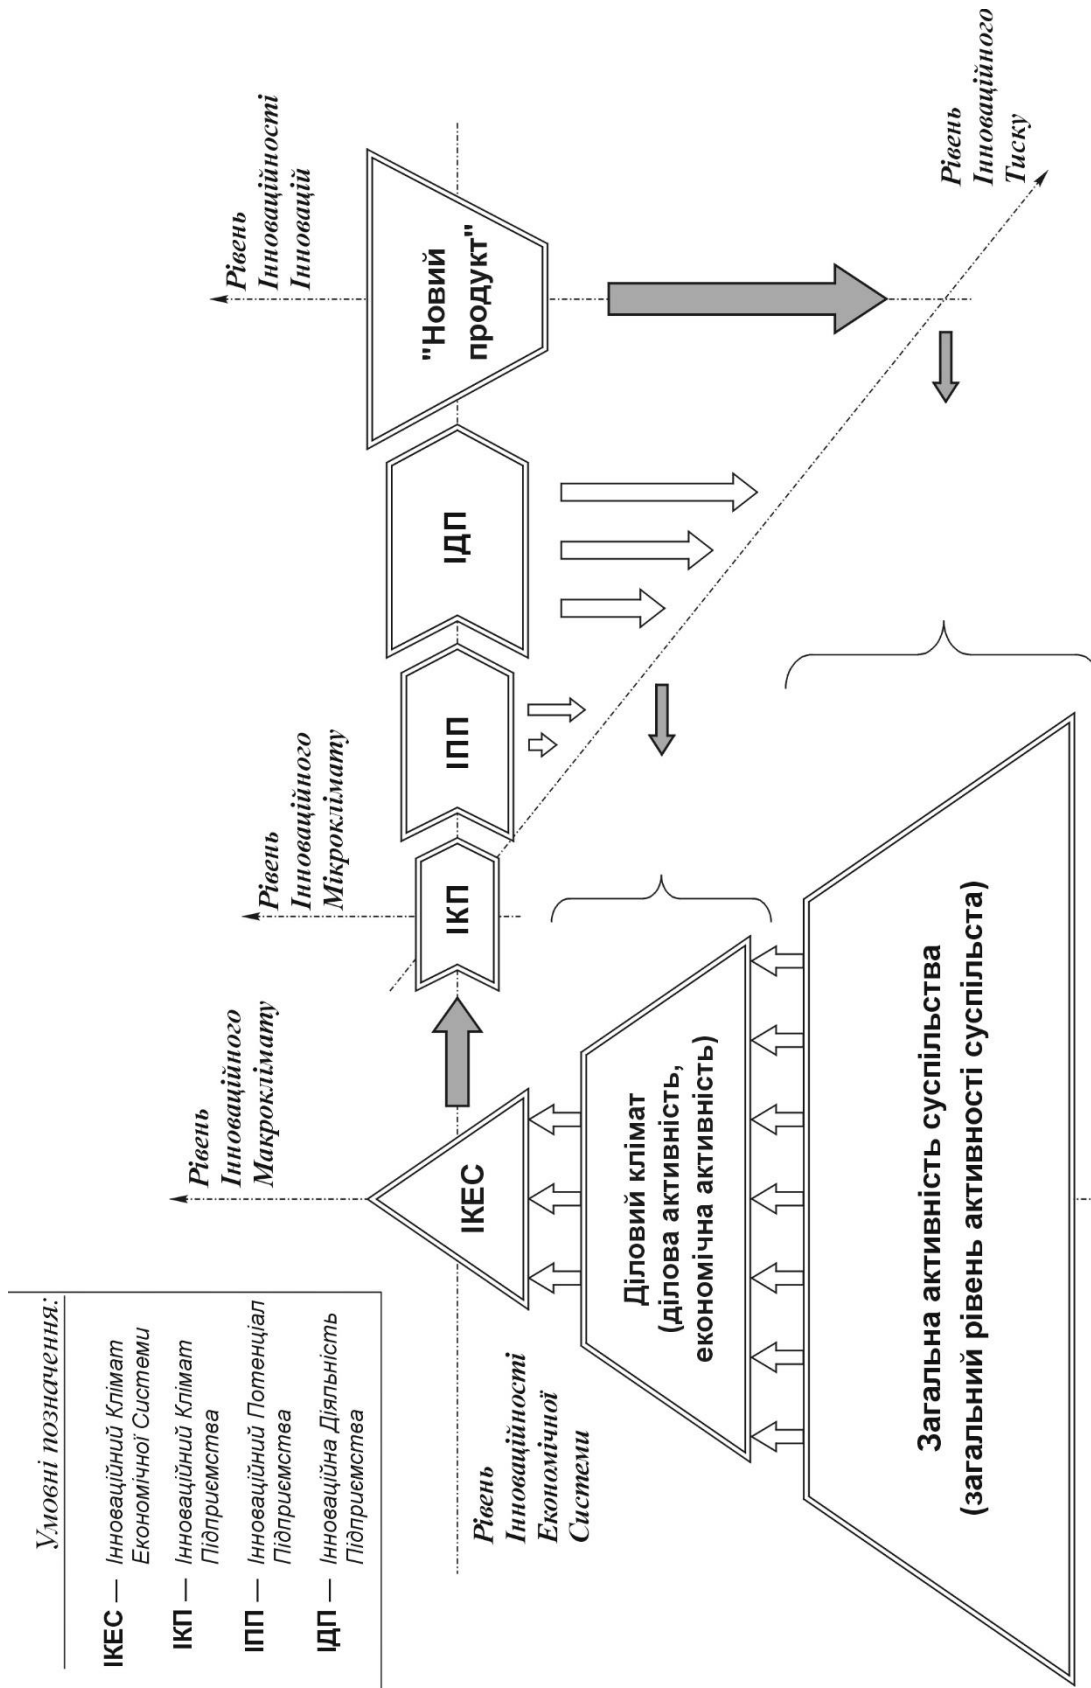 Умовні позначення:
ІКЕС — Інноваційний Клімат
Економічної Системи
ІКП — Інноваційний Клімат
Підприємства
ІПП — Інноваційний Потенціал
Підприємства
ІДП — Інноваційна Діяльність
Підприємства
Рівень
Інноваційного
Макроклімату
Рівень
Інноваційного
Мікроклімату
Рівень
Інноваційності
Інновацій
ІКЕС
ІКП
ІПП
ІДП
"Новий
продукт"
Рівень
Інноваційності
Економічної
Системи
Діловий клімат
(ділова активність,
економічна активність)
Рівень
Інноваційного
Тиску
Загальна активність суспільства
(загальний рівень активності суспільста)